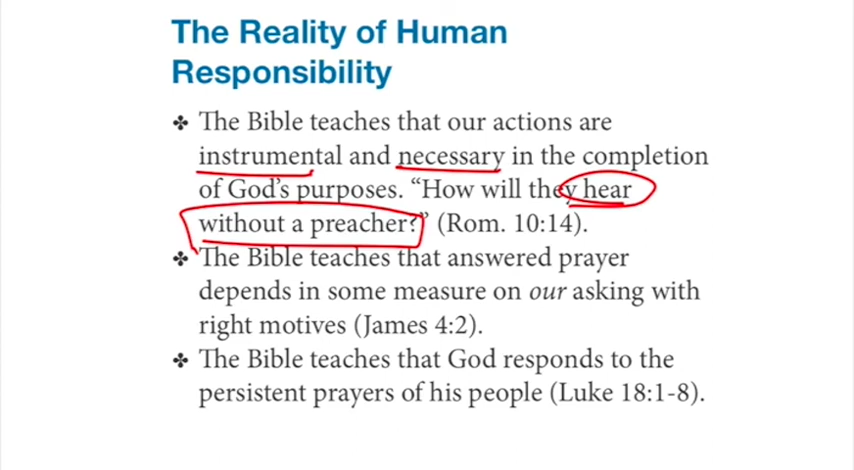 The Reality of Human
Responsibility
✤ The Bible teaches that our actions are
instrumental and necessary in the completion
of God's purposes. “How will they hear
without a preacher?” (Rom. 10:14).
✤ The Bible teaches that answered prayer
depends in some measure on our asking with
right motives (James 4:2).
✤ The Bible teaches that God responds to the
persistent prayers of his people (Luke 18:1-8).